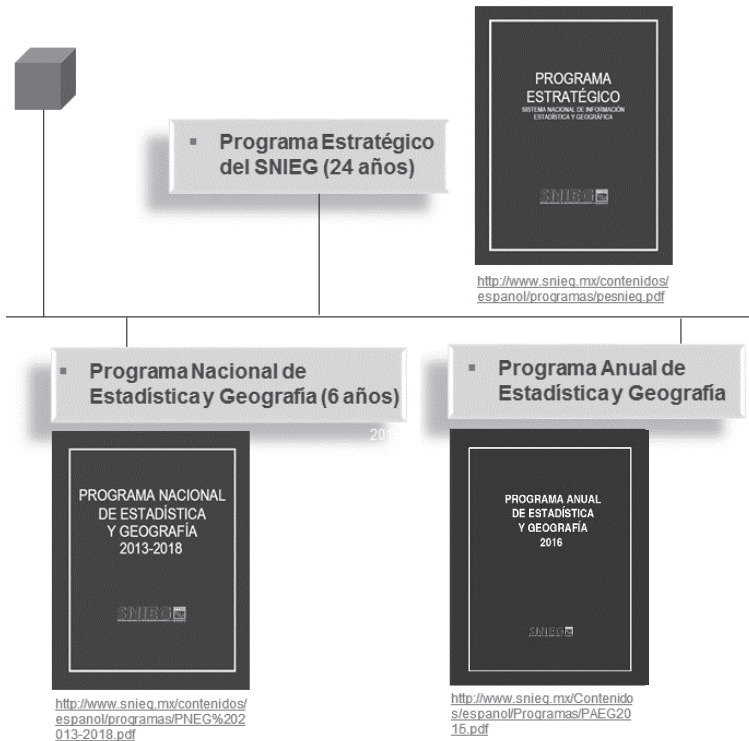 PROGRAMA
ESTRATÉGICO
SISTEMA NACIONAL DE INFORMACIÓN
ESTADÍSTICA Y GEOGRÁFICA
SNIEG
▪ Programa Estratégico
del SNIEG (24 años)
http://www.snieg.mx/contenidos/
espanol/programas/pesnieg.pdf
▪ Programa Nacional de
Estadística y Geografía (6 años)
201
PROGRAMA NACIONAL
DE ESTADÍSTICA
Y GEOGRAFÍA
2013-2018
SNIEG
http://www.snieg.mx/contenidos/
espanol/programas/PNEG%202
013-2018.pdf
▪ Programa Anual de
Estadística y Geografía
PROGRAMA ANUAL
DE ESTADÍSTICA
Y GEOGRAFÍA
2016
SNIEG
http://www.snieg.mx/Contenido
s/espanol/Programas/PAEG20
16.pdf